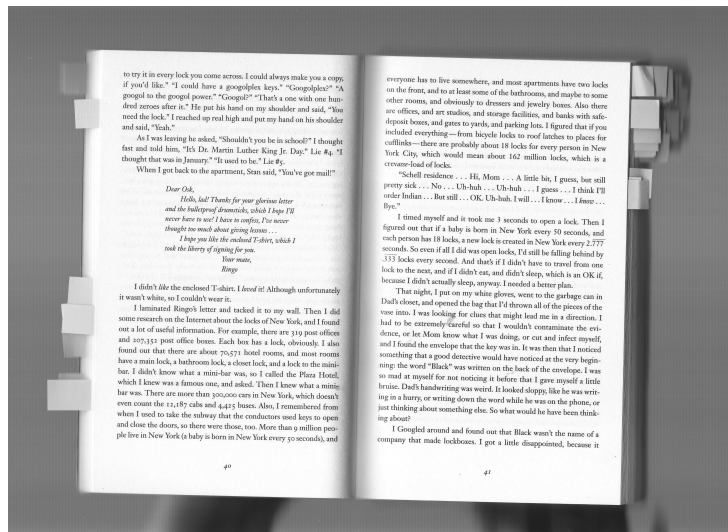 to try it in every lock you come across. I could always make you a copy,
if you'd like." "I could have a googolplex keys." "Googolplex?" "A
googol to the googol power." "Googol?" "That's a one with one hun-
dred zeroes after it." He put his hand on my shoulder and said, "You
need the lock." I reached up real high and put my hand on his shoulder
and said, "Yeah."
As I was leaving he asked, "Shouldn't you be in school?" I thought
fast and told him, "It's Dr. Martin Luther King Jr. Day." Lie #4. "I
thought that was in January." "It used to be." Lie #5.
When I got back to the apartment, Stan said, "You've got mail!"
Dear Osk,
Hello, lad! Thanks for your glorious letter
and the bulletproof drumsticks, which I hope I'll
never have to use! I have to confess, I've never
thought too much about giving lessons . . .
I hope you like the enclosed T-shirt, which I
took the liberty of signing for you.
Your mate,
Ringo
I didn't like the enclosed T-shirt. I loved it! Although unfortunately
it wasn't white, so I couldn't wear it.
I laminated Ringo's letter and tacked it to my wall. Then I did
some research on the Internet about the locks of New York, and I found
out a lot of useful information. For example, there are 319 post offices
and 207,352 post office boxes. Each box has a lock, obviously. I also
found out that there are about 70,571 hotel rooms, and most rooms
have a main lock, a bathroom lock, a closet lock, and a lock to the mini-
bar. I didn't know what a mini-bar was, so I called the Plaza Hotel,
which I knew was a famous one, and asked. Then I knew what a mini-
bar was. There are more than 300,000 cars in New York, which doesn't
even count the 12,187 cabs and 4,425 buses. Also, I remembered from
when I used to take the subway that the conductors used keys to open
and close the doors, so there were those, too. More than 9 million peo-
ple live in New York (a baby is born in New York every 50 seconds), and
40
everyone has to live somewhere, and most apartments have two locks
on the front, and to at least some of the bathrooms, and maybe to some
other rooms, and obviously to dressers and jewelry boxes. Also there
are offices, and art studios, and storage facilities, and banks with safe-
deposit boxes, and gates to yards, and parking lots. I figured that if you
included everything—from bicycle locks to roof latches to places for
cufflinks—there are probably about 18 locks for every person in New
York City, which would mean about 162 million locks, which is a
crevasse-load of locks.
"Schell residence . . . Hi, Mom . . . A little bit, I guess, but still
pretty sick . . . No . . . Uh-huh . . . Uh-huh . . . I guess . . . I think I'll
order Indian . . . But still . . . OK. Uh-huh. I will . . . I know . . . I know . . .
Bye."
I timed myself and it took me 3 seconds to open a lock. Then I
figured out that if a baby is born in New York every 50 seconds, and
each person has 18 locks, a new lock is created in New York every 2.777
seconds. So even if all I did was open locks, I'd still be falling behind by
.333 locks every second. And that's if I didn't have to travel from one
lock to the next, and if I didn't eat, and didn't sleep, which is an OK if,
because I didn't actually sleep, anyway. I needed a better plan.
That night, I put on my white gloves, went to the garbage can in
Dad's closet, and opened the bag that I'd thrown all of the pieces of the
vase into. I was looking for clues that might lead me in a direction. I
had to be extremely careful so that I wouldn't contaminate the evi-
dence, or let Mom know what I was doing, or cut and infect myself,
and I found the envelope that the key was in. It was then that I noticed
something that a good detective would have noticed at the very begin-
ning: the word "Black" was written on the back of the envelope. I was
so mad at myself for not noticing it before that I gave myself a little
bruise. Dad's handwriting was weird. It looked sloppy, like he was writ-
ing in a hurry, or writing down the word while he was on the phone, or
just thinking about something else. So what would he have been think-
ing about?
I Googled around and found out that Black wasn't the name of a
company that made lockboxes. I got a little disappointed, because it
41